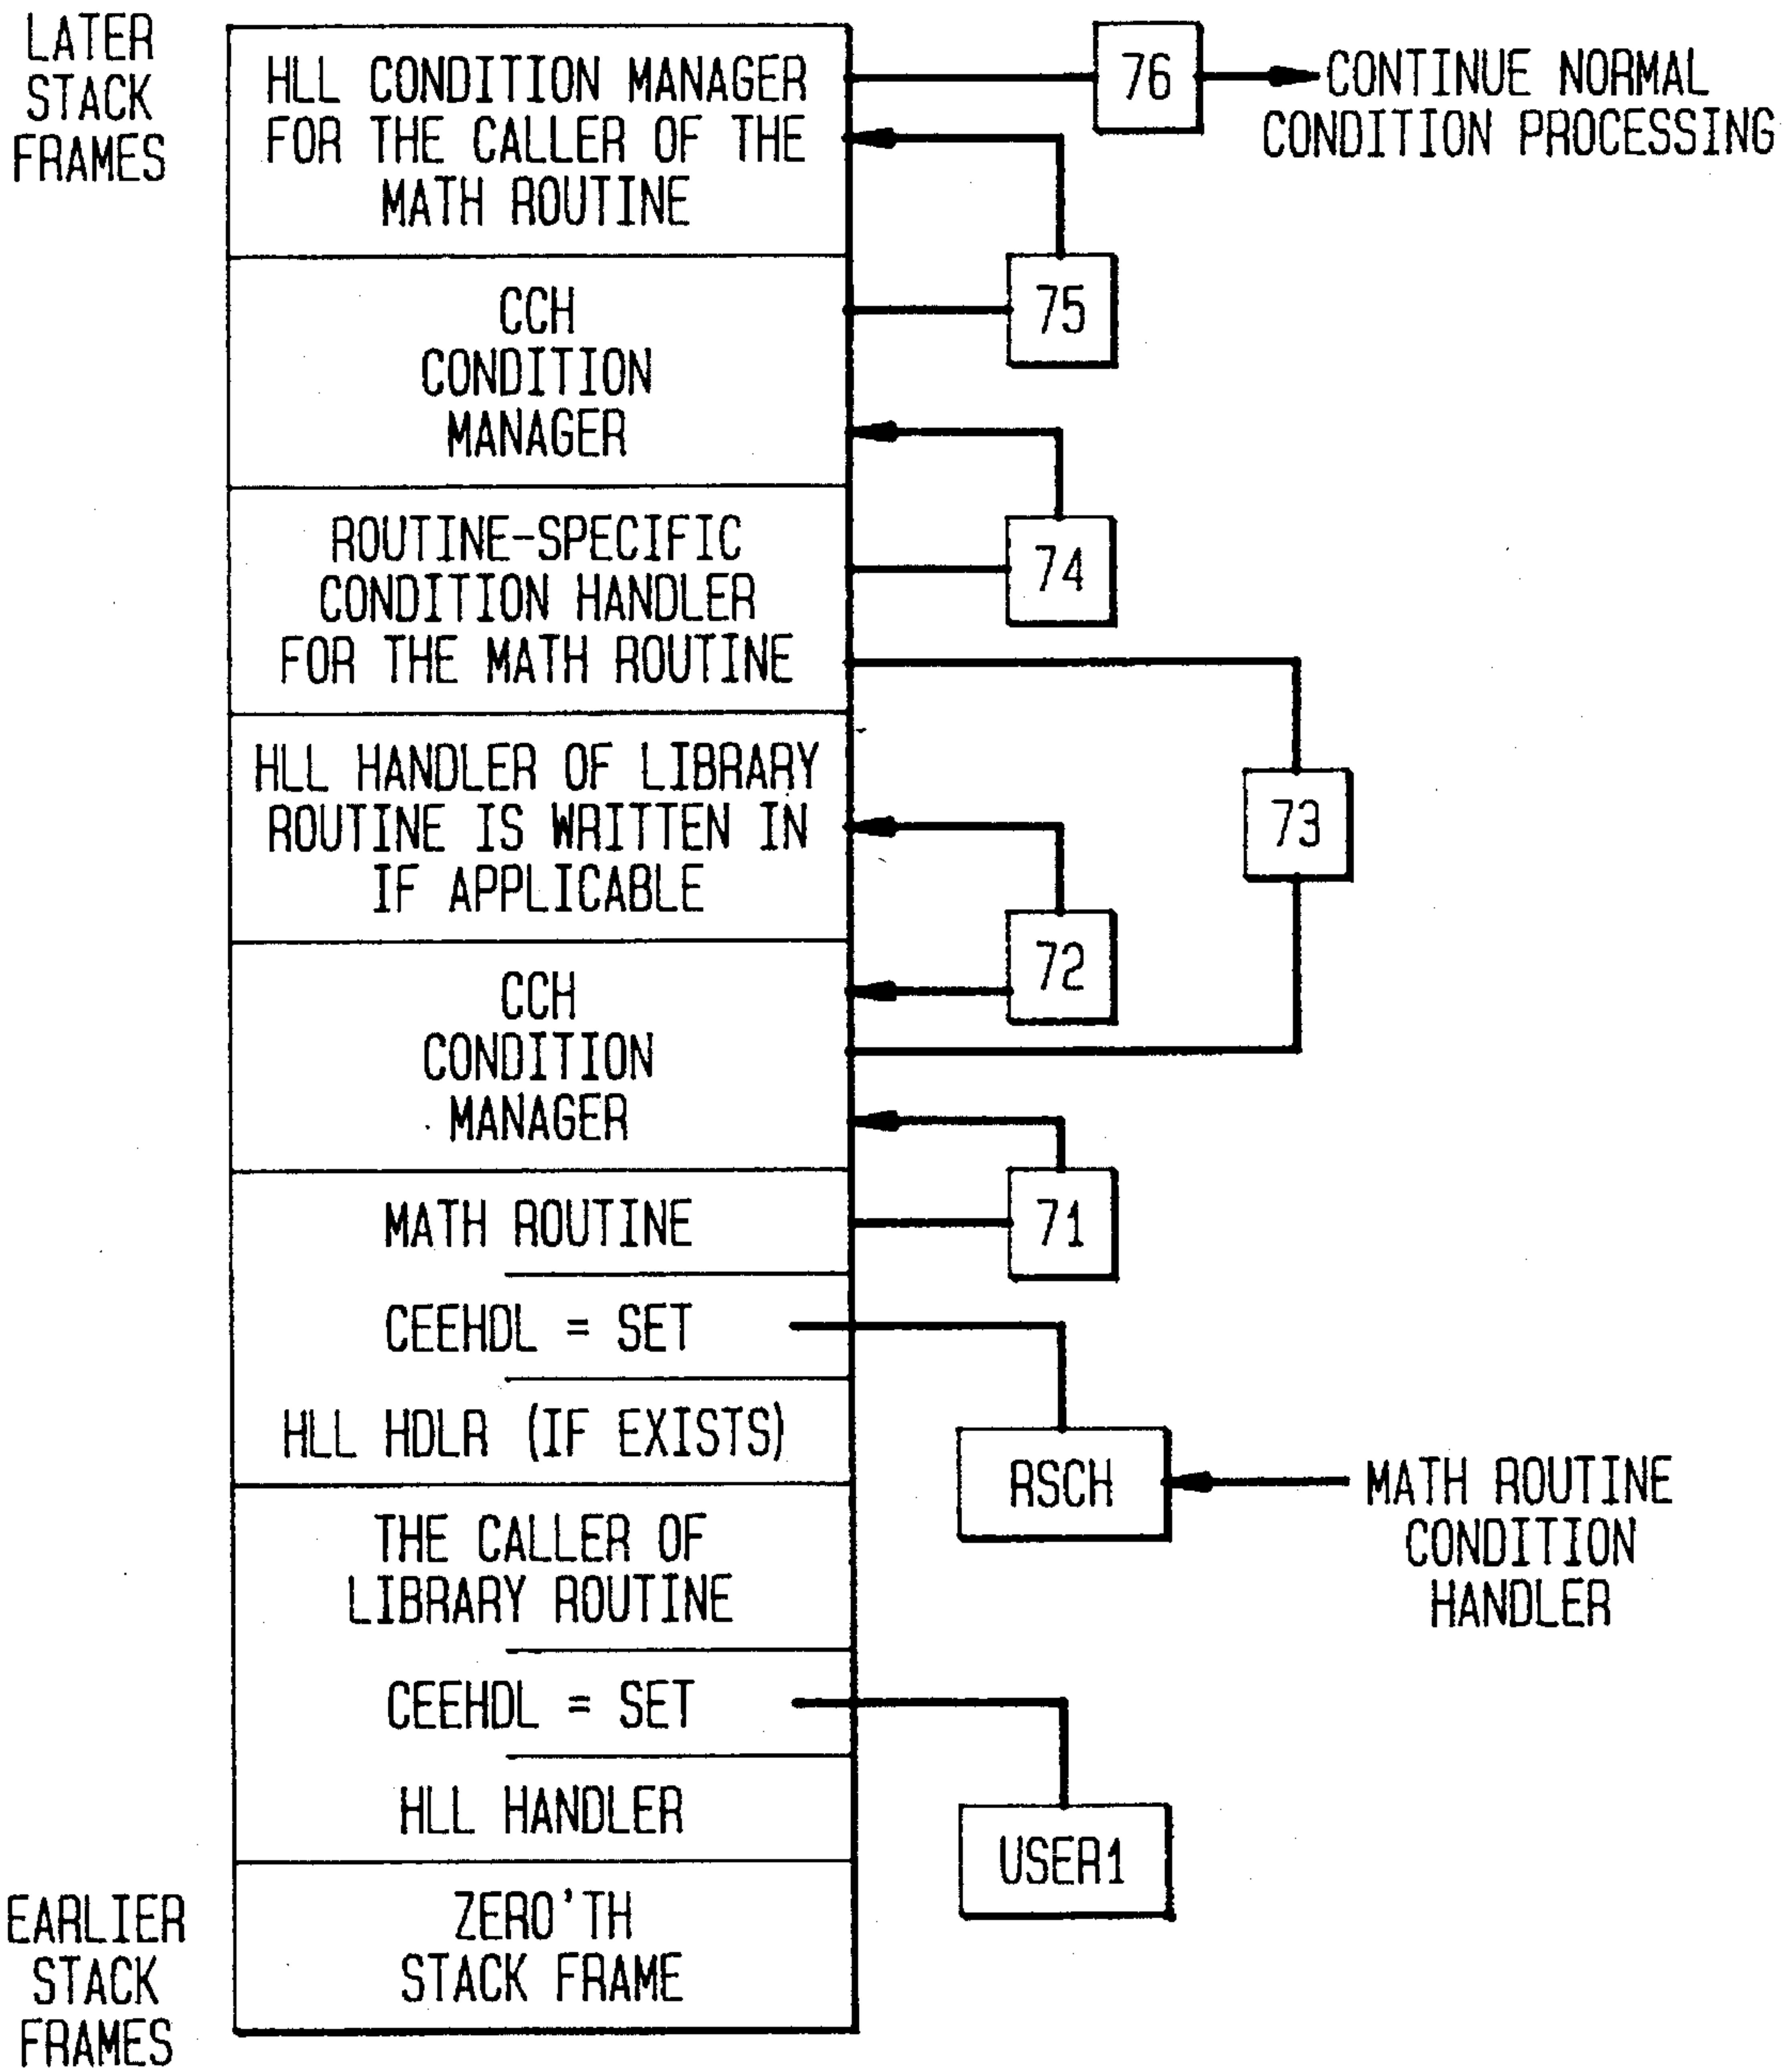 LATER
STACK
FRAMES
HLL CONDITION MANAGER
FOR THE CALLER OF THE
MATH ROUTINE
76
CONTINUE NORMAL
CONDITION PROCESSING
75
CCH
CONDITION
MANAGER
74
ROUTINE-SPECIFIC
CONDITION HANDLER
FOR THE MATH ROUTINE
73
HLL HANDLER OF LIBRARY
ROUTINE IS WRITTEN IN
IF APPLICABLE
72
CCH
CONDITION
MANAGER
71
MATH ROUTINE
CEEHDL = SET
HLL HDLR (IF EXISTS)
RSCH
MATH ROUTINE
CONDITION
HANDLER
THE CALLER OF
LIBRARY ROUTINE
CEEHDL = SET
HLL HANDLER
USER1
EARLIER
STACK
FRAMES
ZERO'TH
STACK FRAME